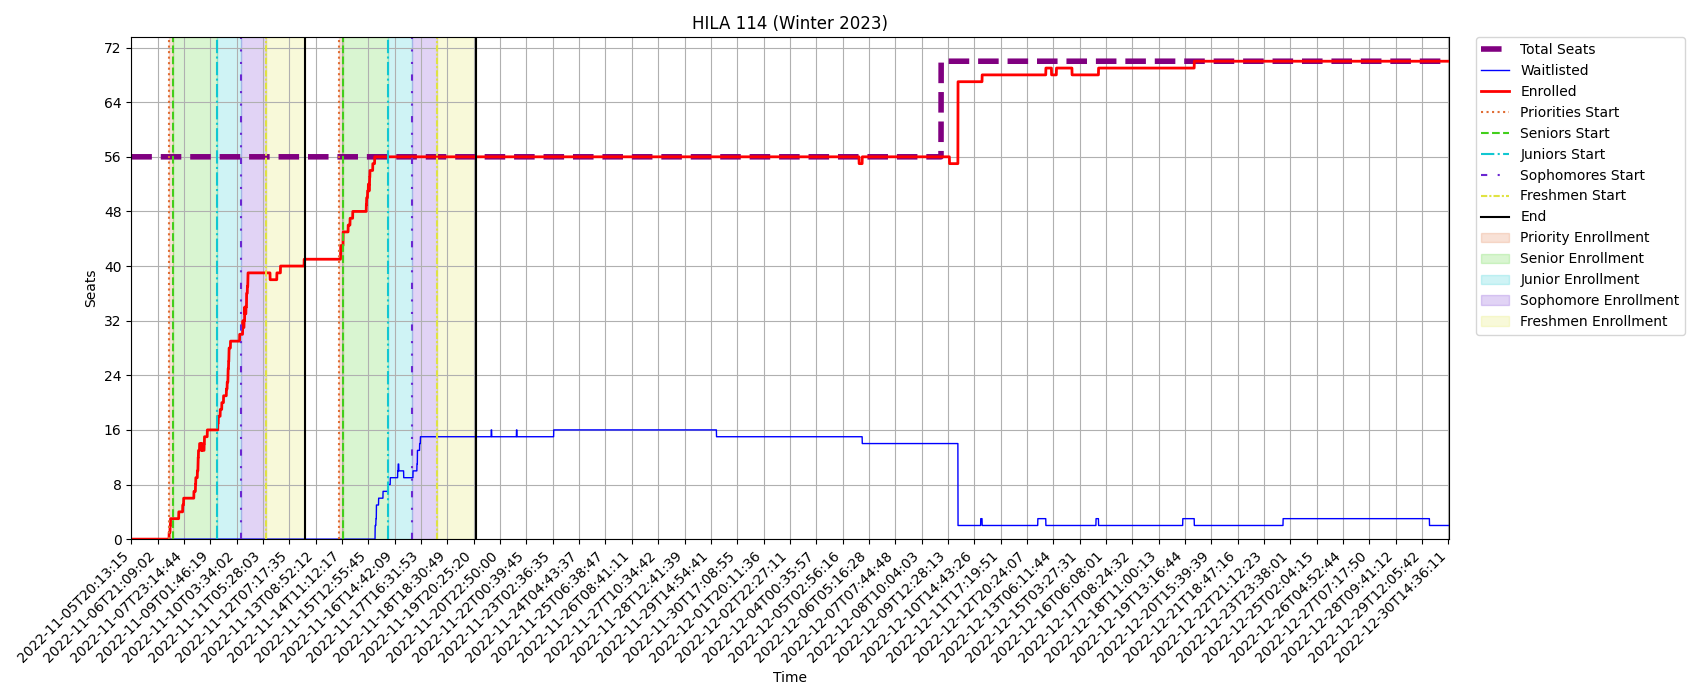 HILA 114 (Winter 2023)
72
64
56
48
40
32
24
16
8
0
Seats
2022-11-05T20:13:15
2022-11-06T21:09:02
2022-11-07T23:14:44
2022-11-09T01:46:19
2022-11-10T03:34:02
2022-11-11T05:28:03
2022-11-12T07:17:35
2022-11-13T08:52:12
2022-11-14T11:12:17
2022-11-15T12:55:45
2022-11-16T14:42:09
2022-11-17T16:31:53
2022-11-18T18:30:49
2022-11-19T20:25:20
2022-11-20T22:50:00
2022-11-22T00:39:45
2022-11-23T02:36:35
2022-11-24T04:43:37
2022-11-25T06:38:47
2022-11-26T08:41:11
2022-11-27T10:34:42
2022-11-28T12:41:39
2022-11-29T14:54:41
2022-11-30T17:08:55
2022-12-01T20:11:36
2022-12-02T22:27:11
2022-12-04T00:35:57
2022-12-05T02:56:16
2022-12-06T05:16:28
2022-12-07T07:44:48
2022-12-08T10:04:03
2022-12-09T12:28:13
2022-12-10T14:43:26
2022-12-11T17:19:51
2022-12-12T20:24:07
2022-12-13T06:11:44
2022-12-15T03:27:31
2022-12-16T06:08:01
2022-12-17T08:24:32
2022-12-18T11:00:13
2022-12-19T13:16:44
2022-12-20T15:39:39
2022-12-21T18:47:16
2022-12-22T21:12:23
2022-12-23T23:38:01
2022-12-25T02:04:15
2022-12-26T04:52:44
2022-12-27T07:17:50
2022-12-28T09:41:12
2022-12-29T12:05:42
2022-12-30T14:36:11
Time
Total Seats
Waitlisted
Enrolled
Priorities Start
Seniors Start
Juniors Start
Sophomores Start
Freshmen Start
End
Priority Enrollment
Senior Enrollment
Junior Enrollment
Sophomore Enrollment
Freshmen Enrollment